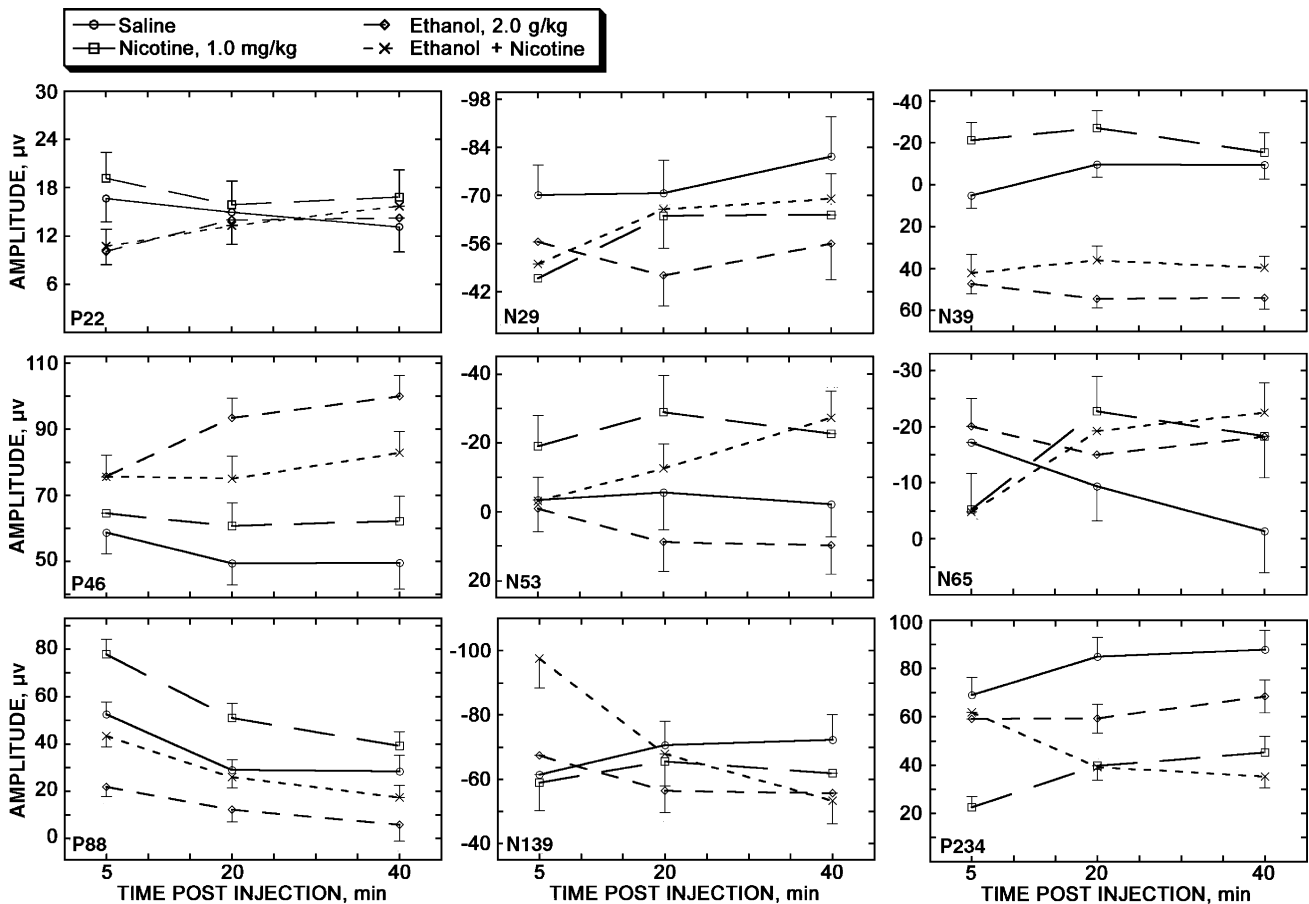 Saline
Ethanol, 2.0 g/kg
Nicotine, 1.0 mg/kg
Ethanol + Nicotine
AMPLITUDE, µv
30
24
18
12
6
P22
-98
-84
-70
-56
-42
N29
-40
-20
0
20
40
60
N39
AMPLITUDE, µv
110
90
70
50
P46
-40
-20
0
20
N53
-30
-20
-10
0
N65
AMPLITUDE, µv
80
60
40
20
0
P88
-100
-80
-60
-40
N139
100
80
60
40
20
P234
5 20 40
5 20 40
5 20 40
TIME POST INJECTION, min
TIME POST INJECTION, min
TIME POST INJECTION, min